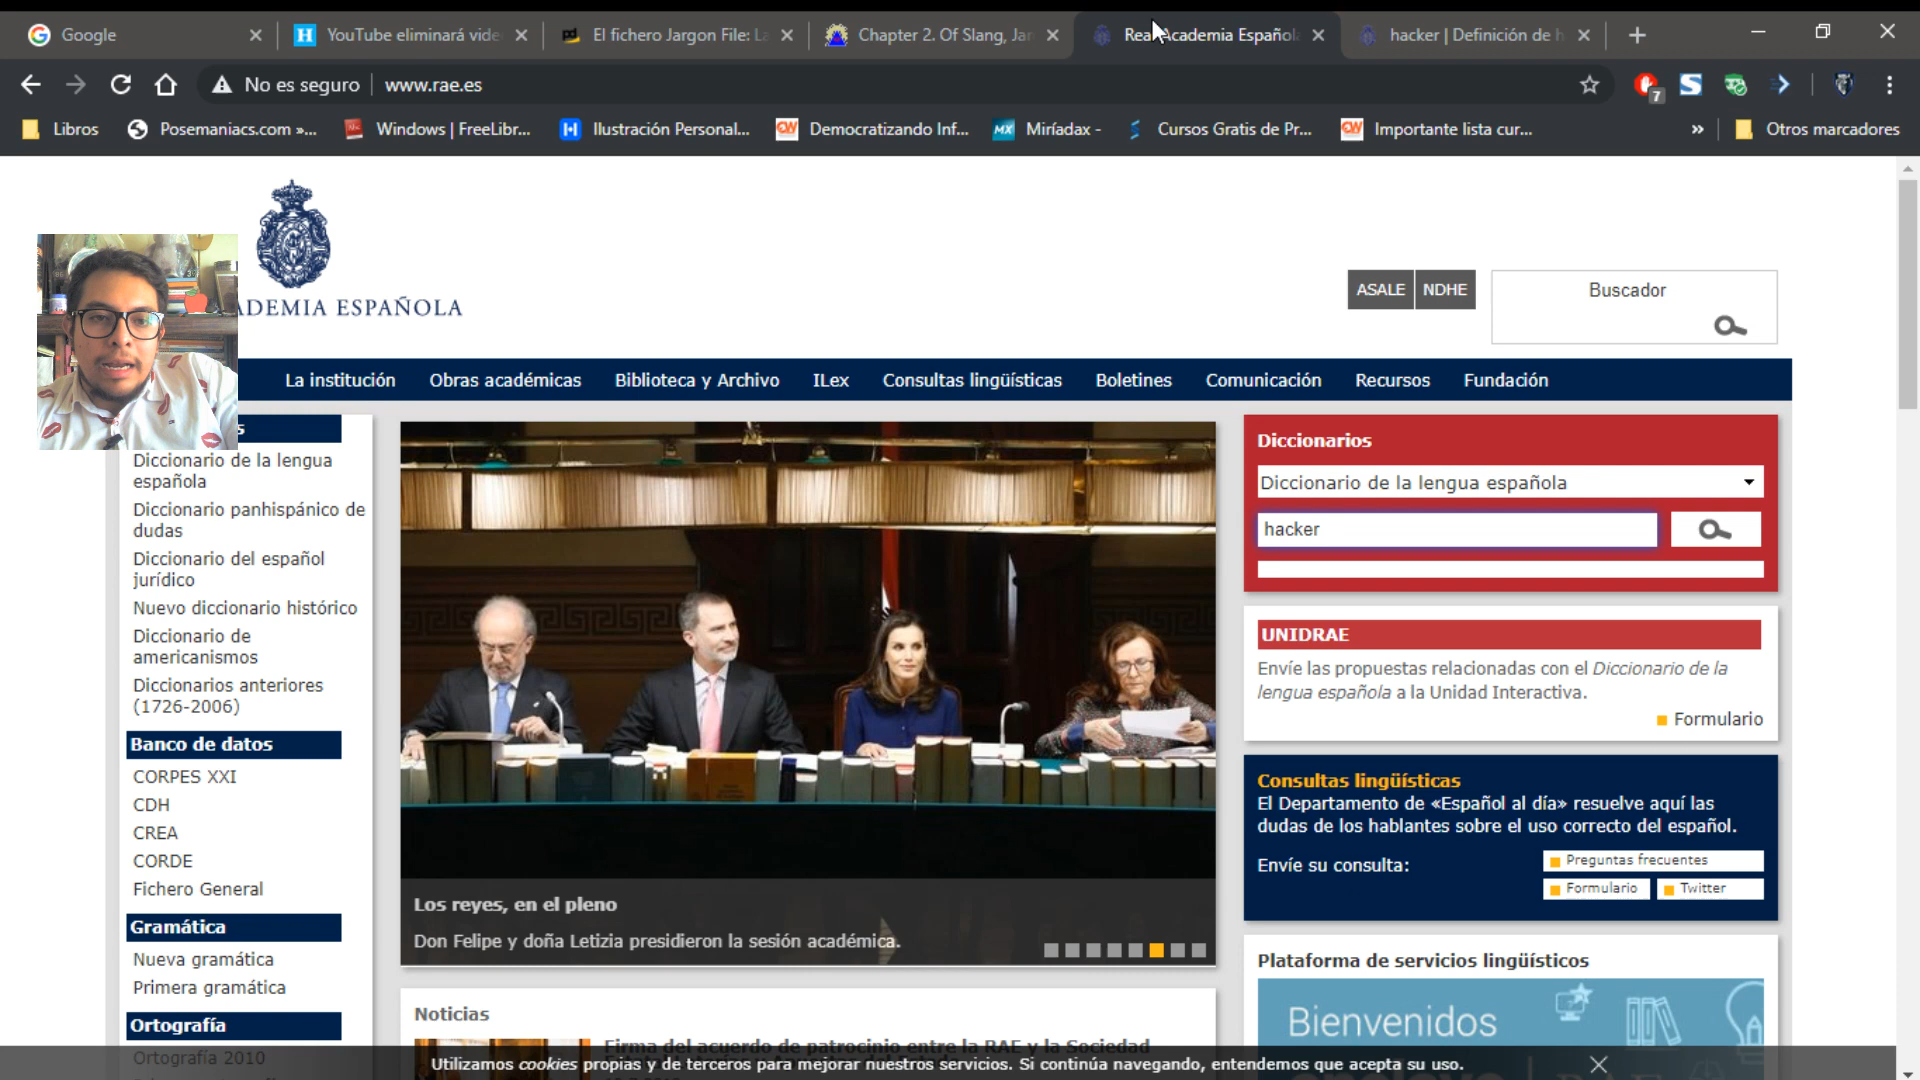 Google
YouTube eliminará vide
El fichero Jargon File: L
Chapter 2. Of Slang, Jar
Rea Academia Español
hacker | Definición de h
No es seguro
www.rae.es
7
Libros
Posemaniacs.com »...
Windows | FreeLibr...
Ilustración Personal...
Democratizando Inf...
Miríadax -
Cursos Gratis de Pr...
Importante lista cur...
»
Otros marcadores
ADEMIA ESPAÑOLA
ASALE
NDHE
Buscador
La institución
Obras académicas
Biblioteca y Archivo
ILex
Consultas lingüísticas
Boletines
Comunicación
Recursos
Fundación
s
Diccionario de la lengua
española
Diccionario panhispánico de
dudas
Diccionario del español
jurídico
Nuevo diccionario histórico
Diccionario de
americanismos
Diccionarios anteriores
(1726-2006)
Banco de datos
CORPES XXI
CDH
CREA
CORDE
Fichero General
Gramática
Nueva gramática
Primera gramática
Ortografía
Ortografía 2010
Los reyes, en el pleno
Don Felipe y doña Letizia presidieron la sesión académica.
Noticias
Firma del acuerdo de patrocinio entre la RAE y la Sociedad
Diccionarios
Diccionario de la lengua española
hacker
UNIDRAE
Envíe las propuestas relacionadas con el Diccionario de la
lengua española a la Unidad Interactiva.
Formulario
Consultas lingüísticas
El Departamento de «Español al día» resuelve aquí las
dudas de los hablantes sobre el uso correcto del español.
Envíe su consulta:
Preguntas frecuentes
Formulario
Twitter
Plataforma de servicios lingüísticos
Bienvenidos
Utilizamos cookies propias y de terceros para mejorar nuestros servicios. Si continúa navegando, entendemos que acepta su uso.